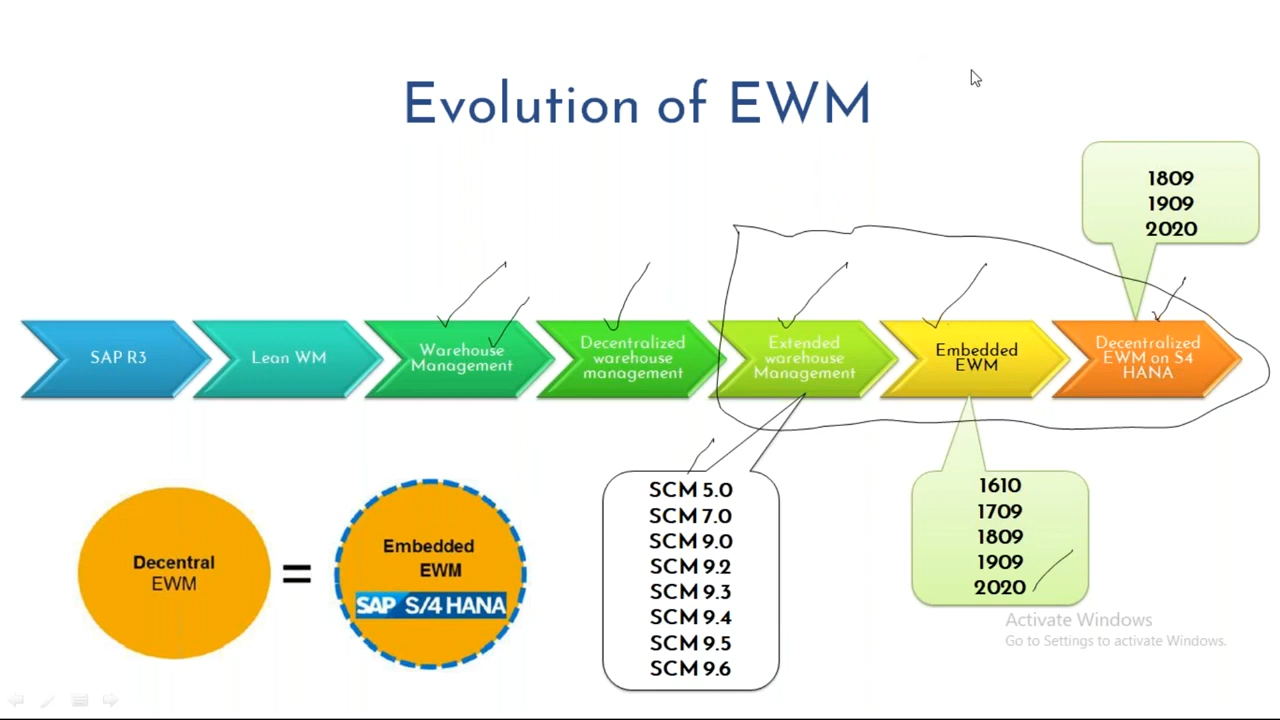 Evolution of EWM
1809
1909
2020
SAP R3
Lean WM
Warehouse
Management
Decentralized
warehouse
management
Extended
warehouse
Management
Embedded
EWM
Decentralized
EWM on S4
HANA
Decentral
EWM
=
Embedded
EWM
SAP S/4 HANA
SCM 5.0
SCM 7.0
SCM 9.0
SCM 9.2
SCM 9.3
SCM 9.4
SCM 9.5
SCM 9.6
1610
1709
1809
1909
2020
Activate Windows
Go to Settings to activate Windows.